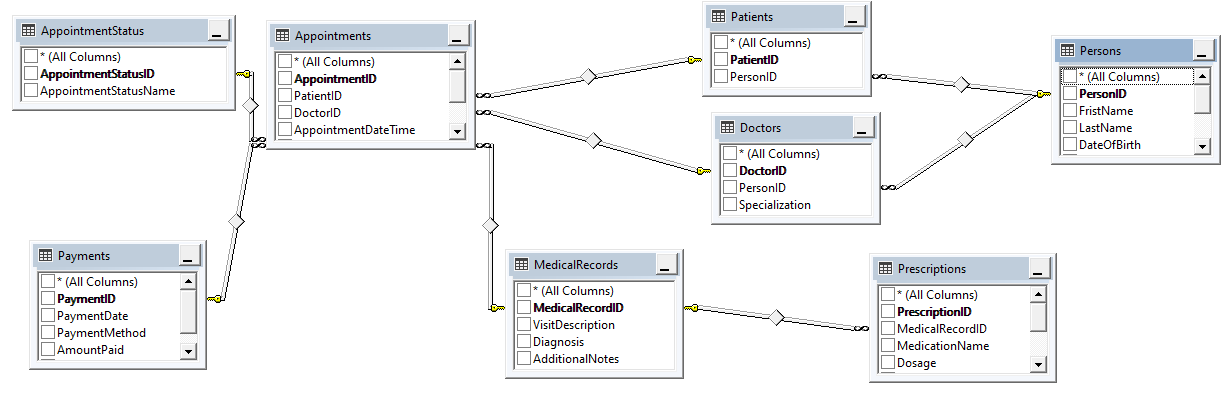 AppointmentStatus
* (All Columns)
AppointmentStatusID
AppointmentStatusName
Appointments
* (All Columns)
AppointmentID
PatientID
DoctorID
AppointmentDateTime
Patients
* (All Columns)
PatientID
PersonID
Persons
* (All Columns)
PersonID
FristName
LastName
DateOfBirth
Doctors
* (All Columns)
DoctorID
PersonID
Specialization
Payments
* (All Columns)
PaymentID
PaymentDate
PaymentMethod
AmountPaid
MedicalRecords
* (All Columns)
MedicalRecordID
VisitDescription
Diagnosis
AdditionalNotes
Prescriptions
* (All Columns)
PrescriptionID
MedicalRecordID
MedicationName
Dosage